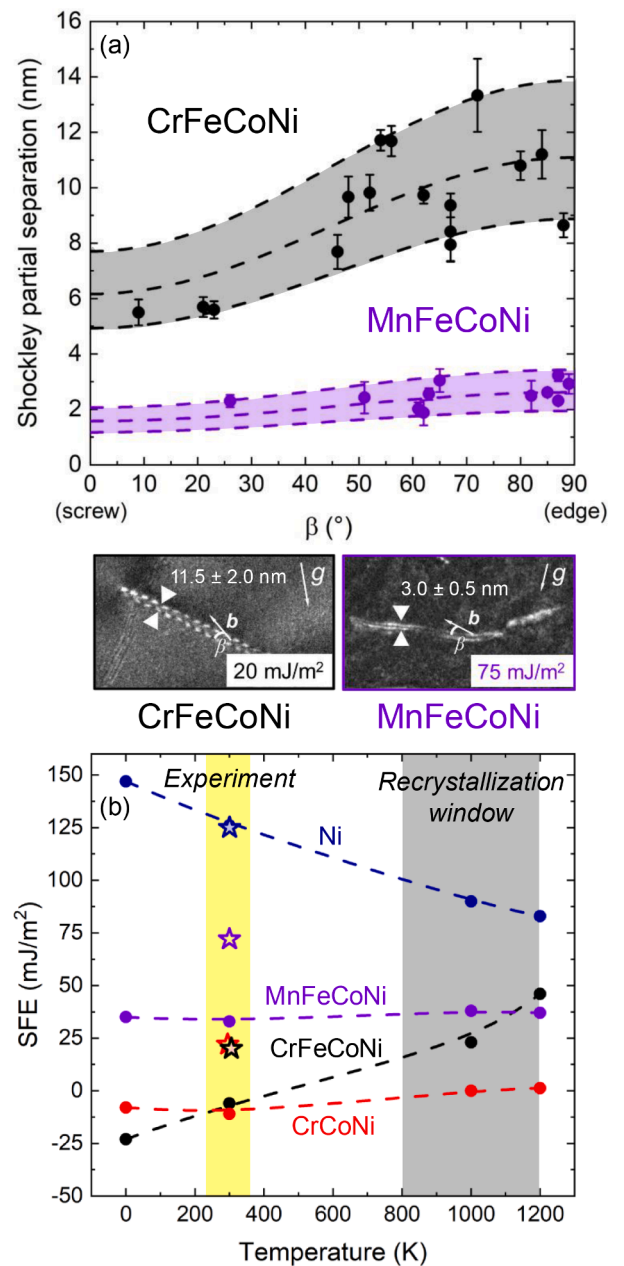 (a)
Shockley partial separation (nm)
16
14
12
10
8
6
4
2
0
CrFeCoNi
MnFeCoNi
0 10 20 30 40 50 60 70 80 90
(screw)
(edge)
β (°)
11.5 ± 2.0 nm
g
b
β
20 mJ/m²
3.0 ± 0.5 nm
g
b
β
75 mJ/m²
CrFeCoNi
MnFeCoNi
(b)
Experiment
Recrystallization
window
SFE (mJ/m²)
150
125
100
75
50
25
0
-25
-50
Ni
MnFeCoNi
CrFeCoNi
CrCoNi
0 200 400 600 800 1000 1200
Temperature (K)